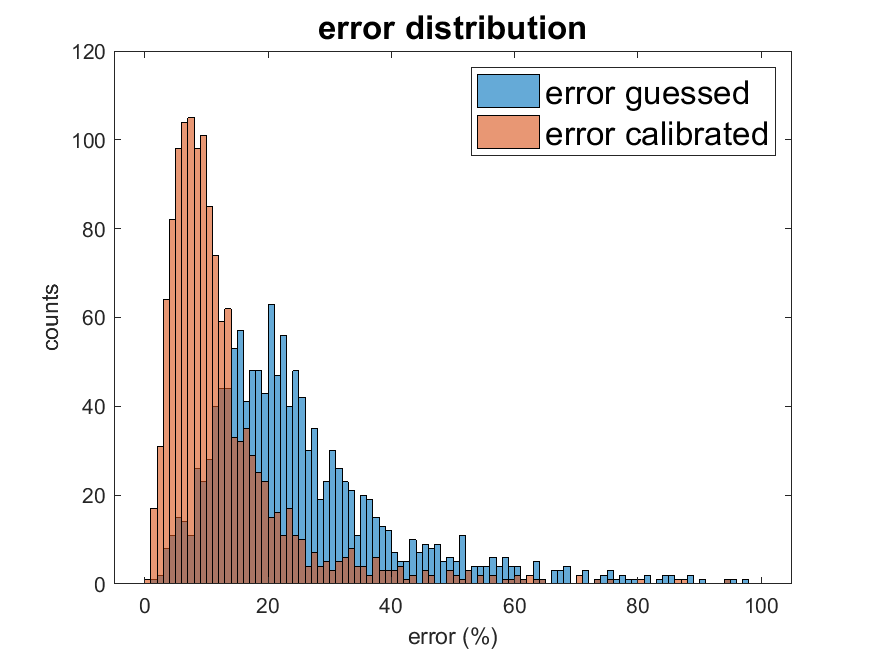 error distribution
120
100
80
60
40
20
0
counts
error guessed
error calibrated
0 20 40 60 80 100
error (%)